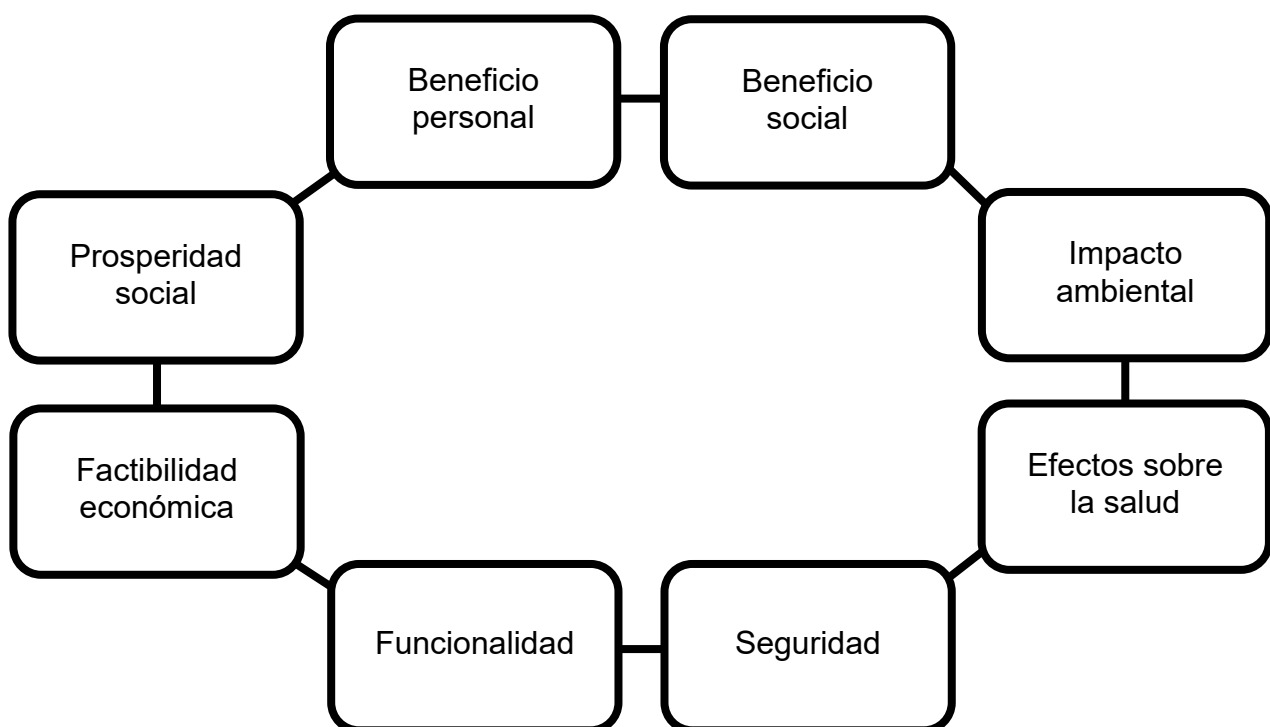 Beneficio
personal
Beneficio
social
Prosperidad
social
Impacto
ambiental
Factibilidad
económica
Efectos sobre
la salud
Funcionalidad
Seguridad